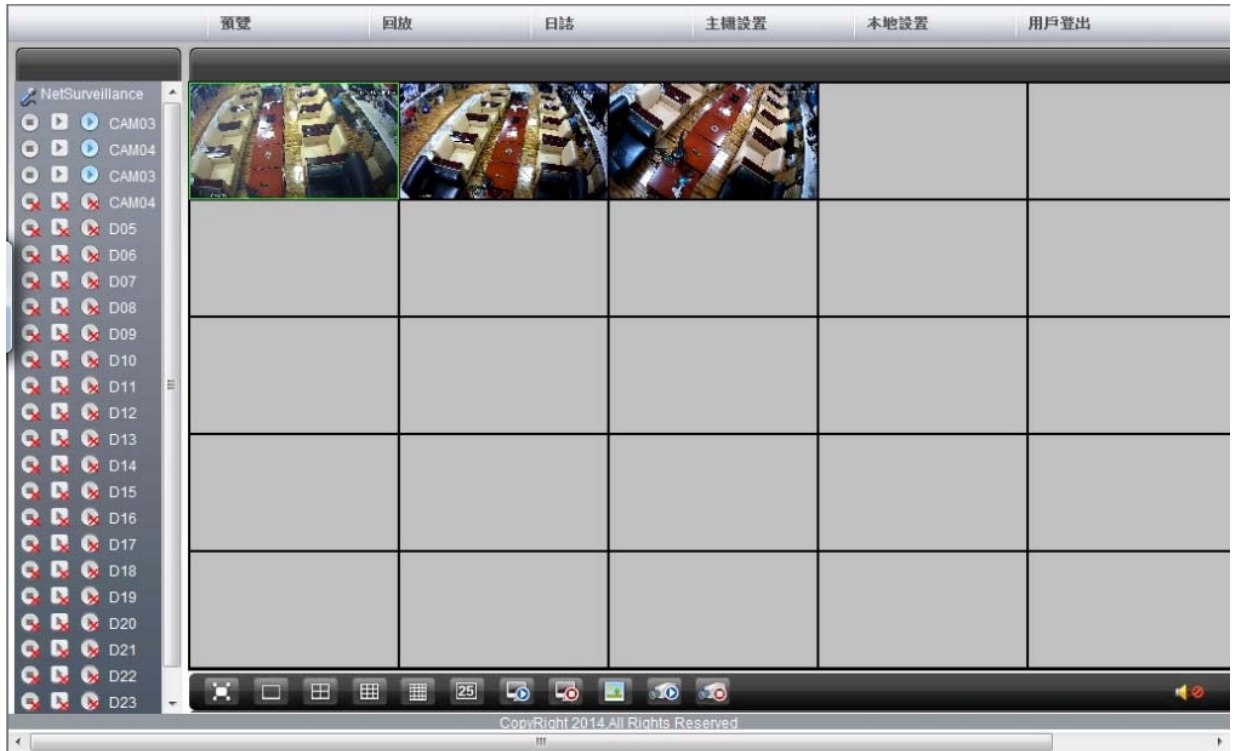 預覽 回放 日誌 主機設置 本地設置 用戶登出
NetSurveillance
CAM03
CAM04
CAM03
CAM04
D05
D06
D07
D08
D09
D10
D11
D12
D13
D14
D15
D16
D17
D18
D19
D20
D21
D22
D23
25
CopyRight 2014,All Rights Reserved